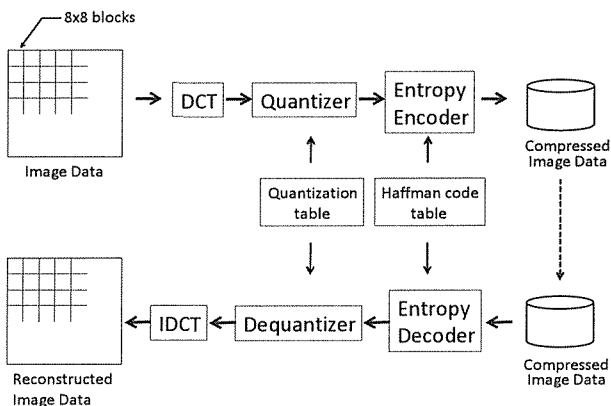 8x8 blocks
DCT
Quantizer
Entropy
Encoder
Image Data
Compressed
Image Data
Quantization
table
Haffman code
table
IDCT
Dequantizer
Entropy
Decoder
Reconstructed
Image Data
Compressed
Image Data